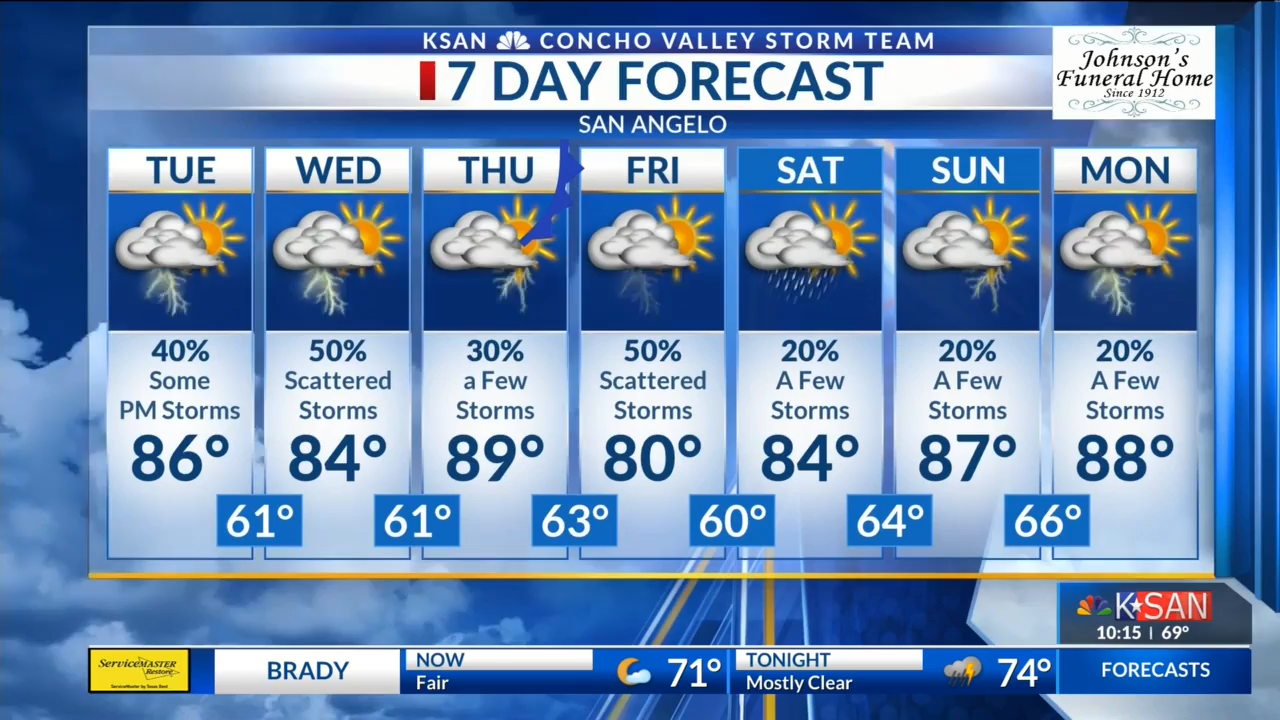 KSAN CONCHO VALLEY STORM TEAM
7 DAY FORECAST
SAN ANGELO
Johnson's
Funeral Home
Since 1912
TUE WED THU FRI SAT SUN MON
40% 50% 30% 50% 20% 20% 20%
Some Scattered a Few Scattered A Few A Few A Few
PM Storms Storms Storms Storms Storms Storms Storms
86° 84° 89° 80° 84° 87° 88°
61° 61° 63° 60° 64° 66°
K SAN
10:15 | 69°
ServiceMaster
Restore
BRADY
NOW
Fair
71°
TONIGHT
Mostly Clear
74°
FORECASTS